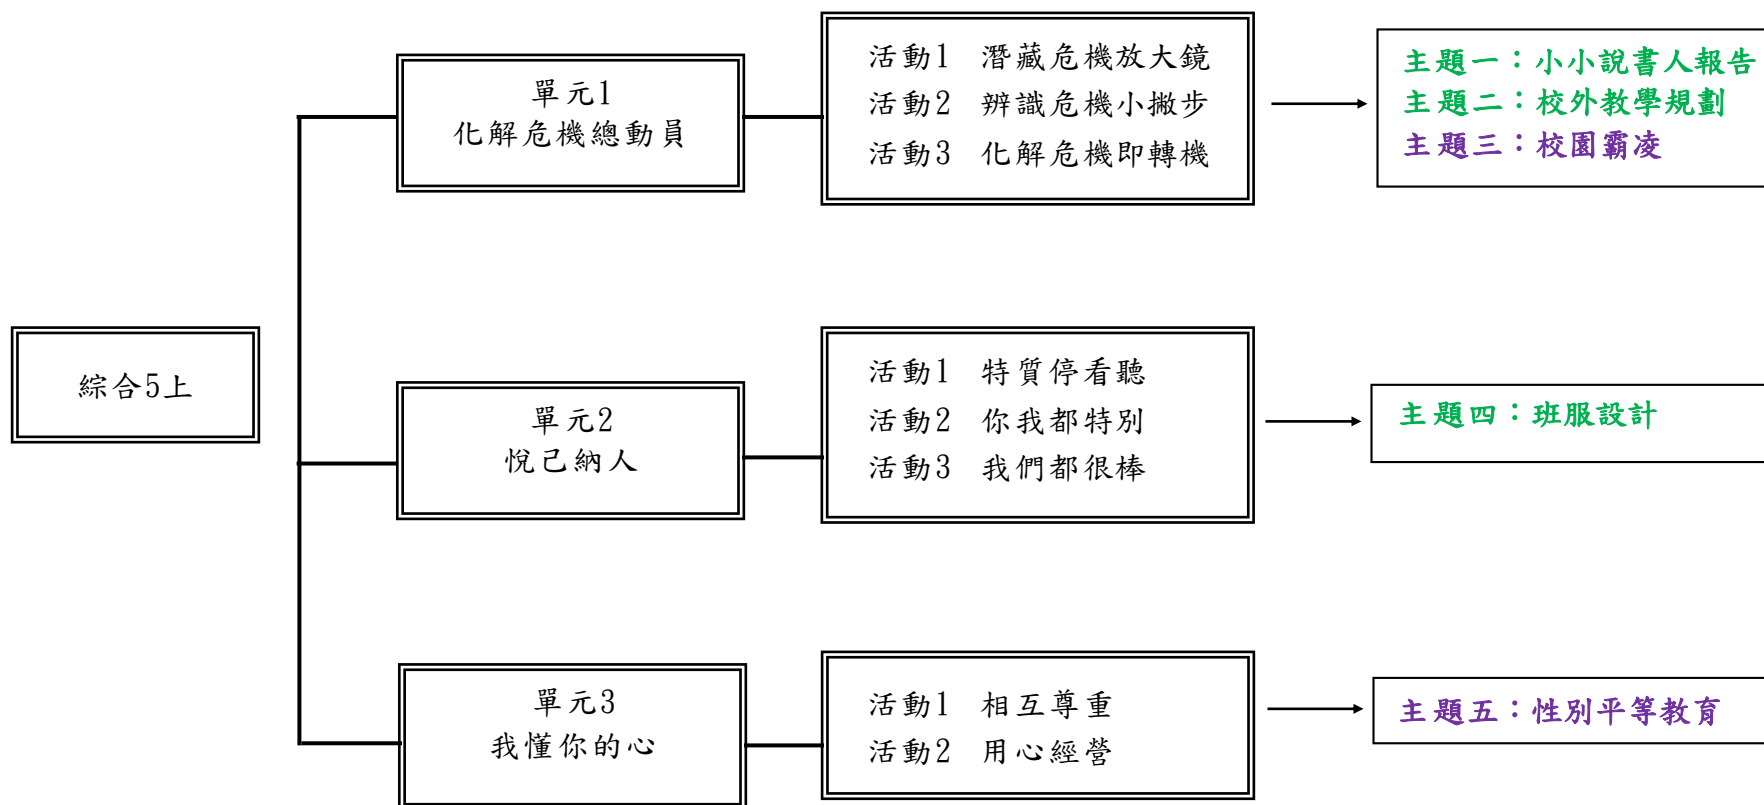 綜合5上
單元1
化解危機總動員
活動1 潛藏危機放大鏡
活動2 辨識危機小撇步
活動3 化解危機即轉機
主題一：小小說書人報告
主題二：校外教學規劃
主題三：校園霸凌
單元2
悅己納人
活動1 特質停看聽
活動2 你我都特別
活動3 我們都很棒
主題四：班服設計
單元3
我懂你的心
活動1 相互尊重
活動2 用心經營
主題五：性別平等教育